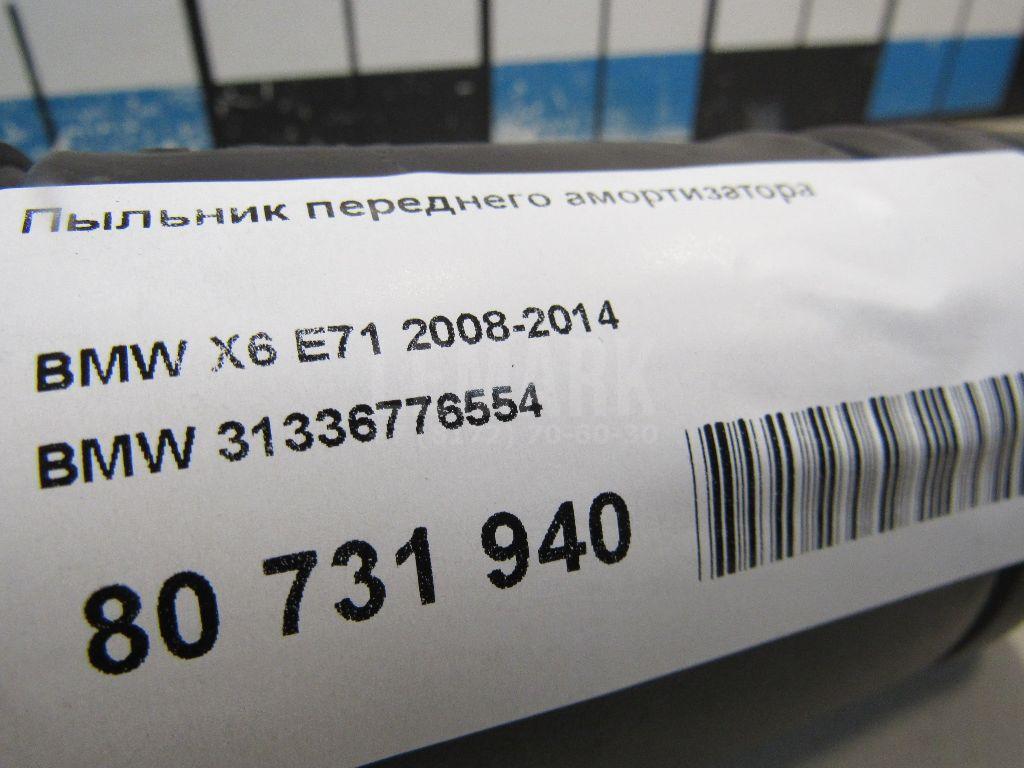 Пыльник переднего амортизатора
BMW X6 E71 2008-2014
BMW 31336776554
80 731 940